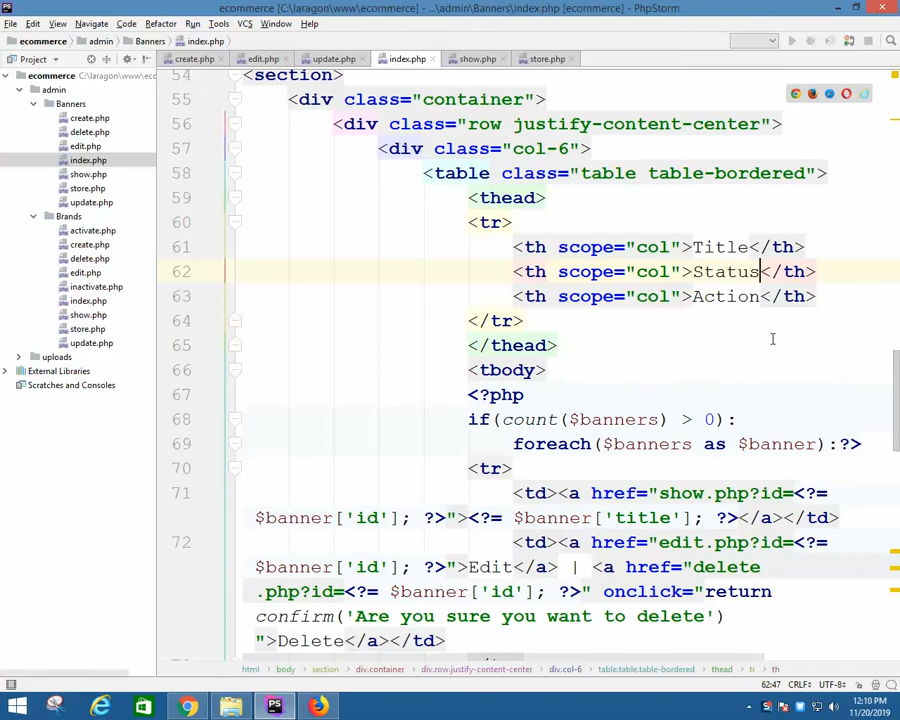 ecommerce [C:\laragon\www\ecommerce] - ...\admin\Banners\index.php [ecommerce] - PhpStorm
File Edit View Navigate Code Refactor Run Tools VCS Window Help
ecommerce admin Banners index.php
Project create.php edit.php update.php index.php show.php store.php
ecommerce C:\laragon\www\ec
admin
Banners
create.php
delete.php
edit.php
index.php
show.php
store.php
update.php
Brands
activate.php
create.php
delete.php
edit.php
inactivate.php
index.php
show.php
store.php
update.php
uploads
External Libraries
Scratches and Consoles
54 <section>
55 <div class="container">
56 <div class="row justify-content-center">
57 <div class="col-6">
58 <table class="table table-bordered">
59 <thead>
60 <tr>
61 <th scope="col">Title</th>
62 <th scope="col">Status</th>
63 <th scope="col">Action</th>
64 </tr>
65 </thead>
66 <tbody>
67 <?php
68 if(count($banners) > 0):
69 foreach($banners as $banner):?>
70 <tr>
71 <td><a href="show.php?id=<?=
$banner['id']; ?>"><?= $banner['title']; ?></a></td>
72 <td><a href="edit.php?id=<?=
$banner['id']; ?>">Edit</a> | <a href="delete
.php?id=<?= $banner['id']; ?>" onclick="return
confirm('Are you sure you want to delete')
">Delete</a></td>
html body section div.container div.row.justify-content-center div.col-6 table.table.table-bordered thead tr th
62:47 CRLF UTF-8
12:10 PM
11/20/2019